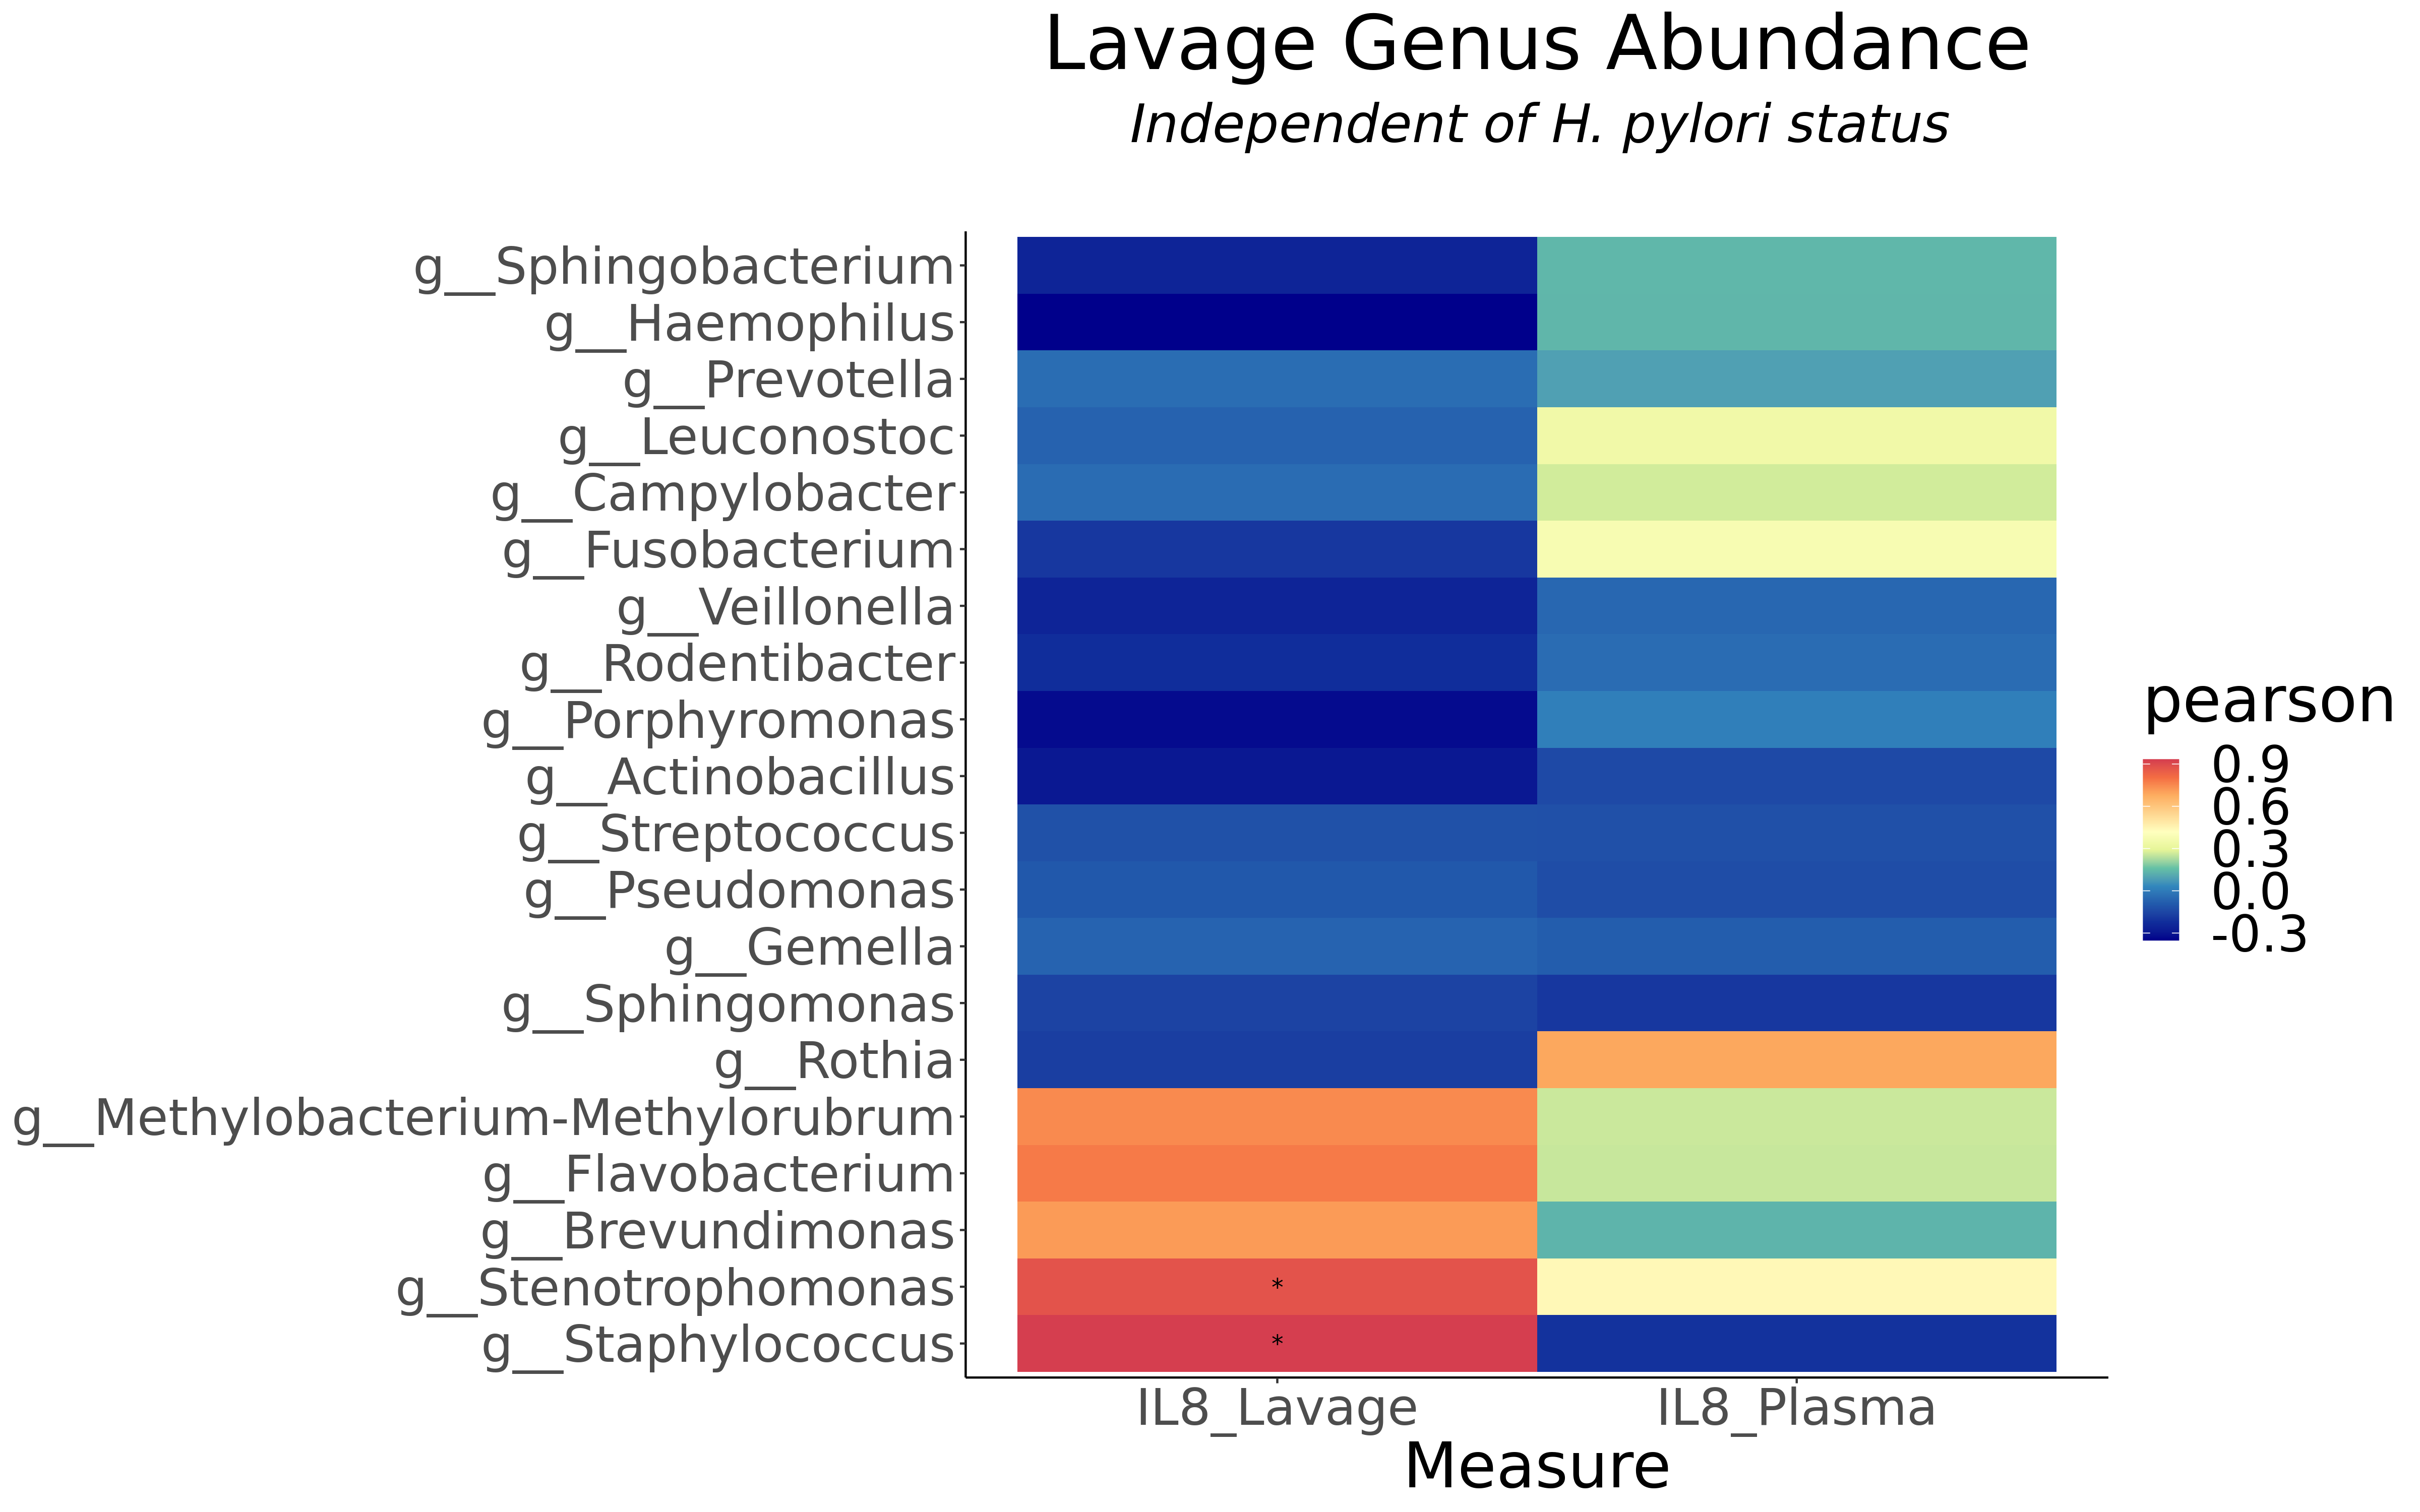 Lavage Genus Abundance
Independent of H. pylori status
g__Sphingobacterium
g__Haemophilus
g__Prevotella
g__Leuconostoc
g__Campylobacter
g__Fusobacterium
g__Veillonella
g__Rodentibacter
g__Porphyromonas
g__Actinobacillus
g__Streptococcus
g__Pseudomonas
g__Gemella
g__Sphingomonas
g__Rothia
g__Methylobacterium-Methylorubrum
g__Flavobacterium
g__Brevundimonas
g__Stenotrophomonas
*
g__Staphylococcus
*
IL8_Lavage
IL8_Plasma
Measure
pearson
0.9
0.6
0.3
0.0
-0.3